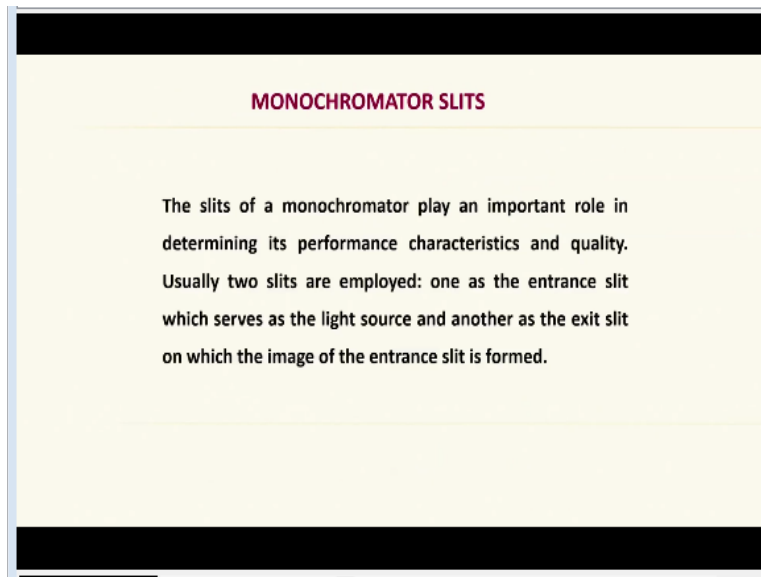 MONOCHROMATOR SLITS
The slits of a monochromator play an important role in
determining its performance characteristics and quality.
Usually two slits are employed: one as the entrance slit
which serves as the light source and another as the exit slit
on which the image of the entrance slit is formed.